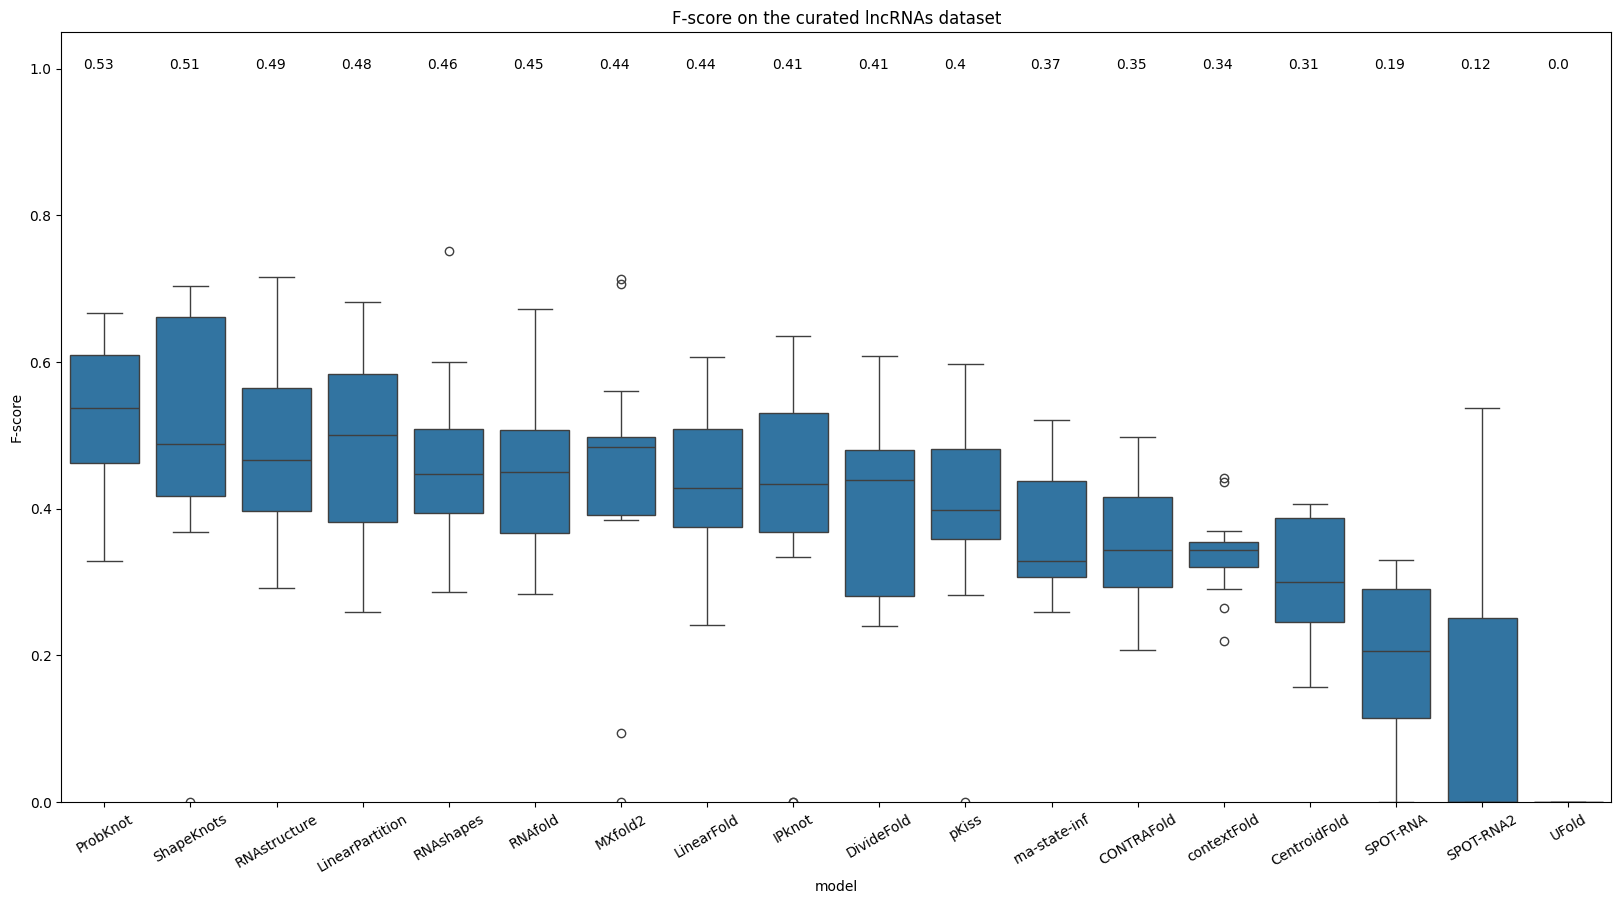 F-score on the curated lncRNAs dataset
0.53 0.51 0.49 0.48 0.46 0.45 0.44 0.44 0.41 0.41 0.4 0.37 0.35 0.34 0.31 0.19 0.12 0.0
1.0
0.8
0.6
0.4
0.2
0.0
F-score
ProbKnot ShapeKnots RNAstructure LinearPartition RNAshapes RNAfold MXfold2 LinearFold IPKnot DivideFold pKiss rna-state-inf CONTRAFold contextFold CentroidFold SPOT-RNA SPOT-RNA2 UFold
model